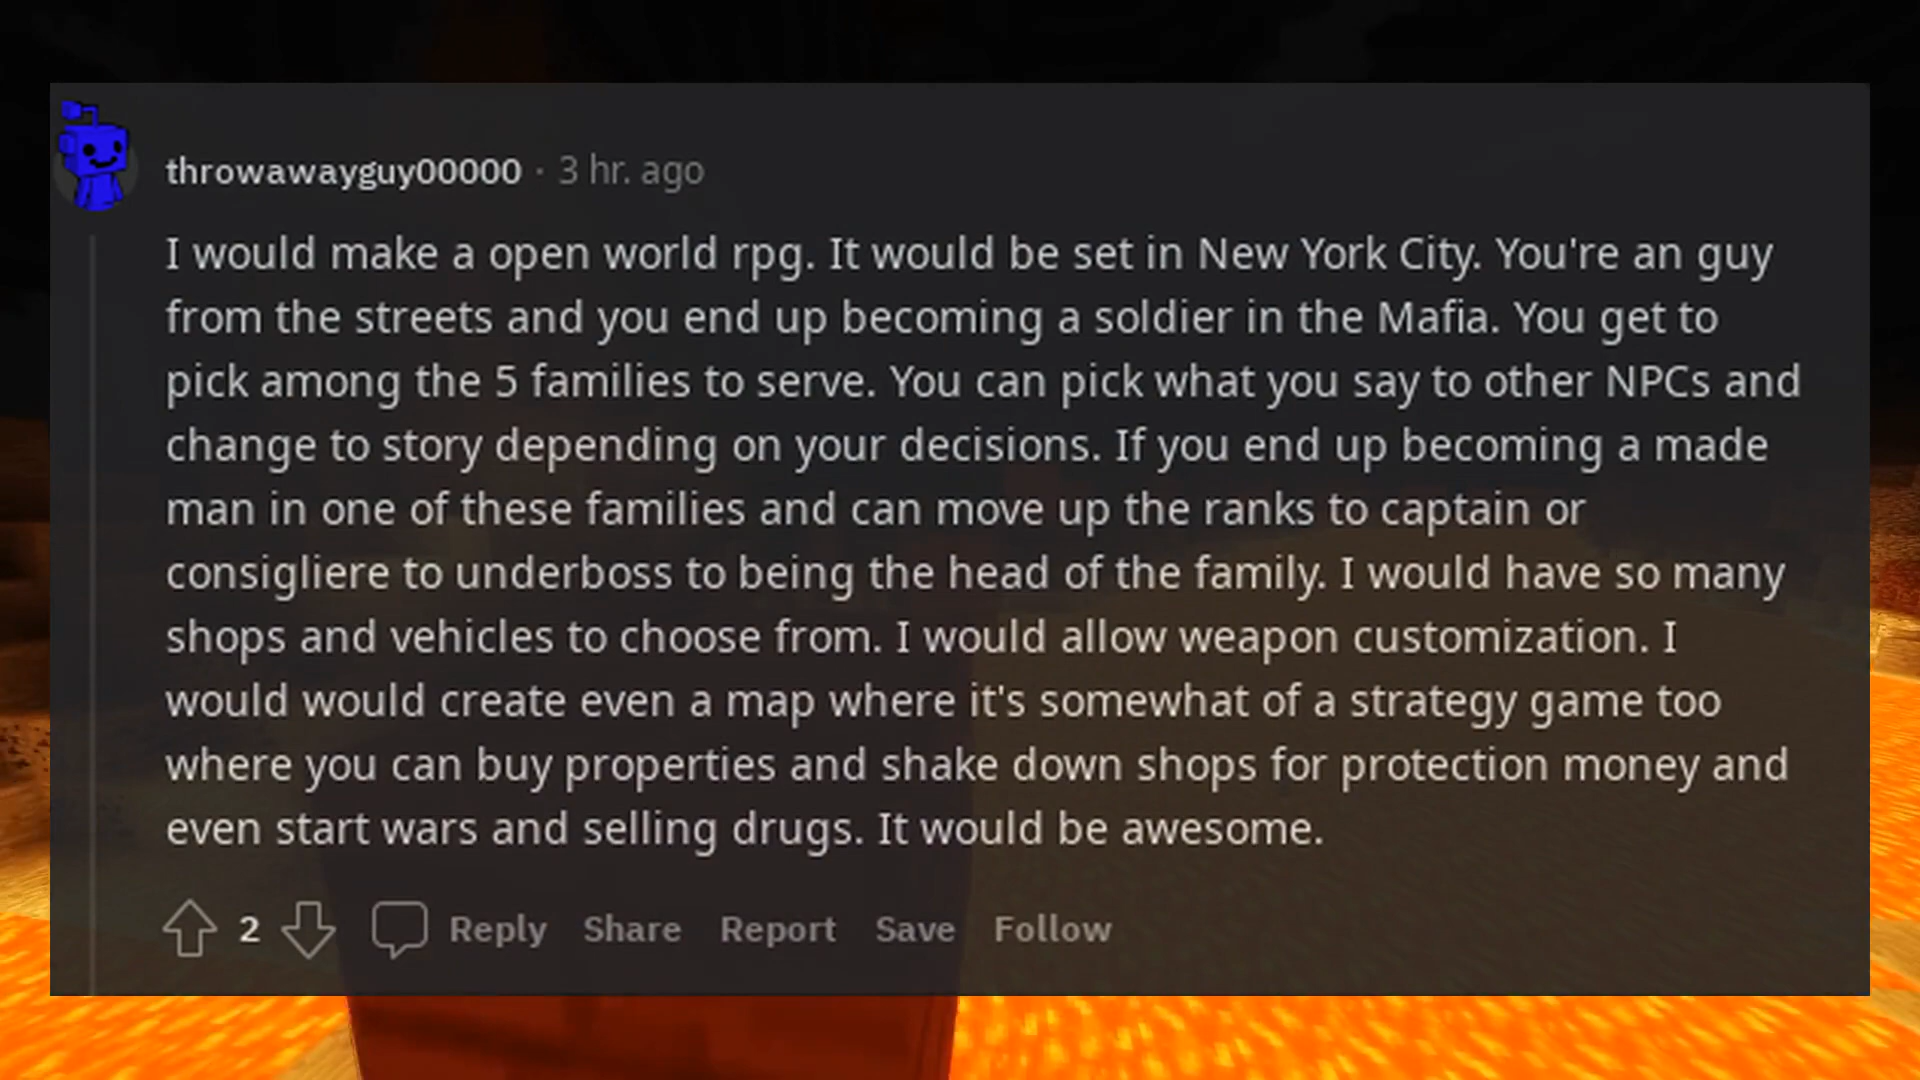 throwawayguy00000 · 3 hr. ago
I would make a open world rpg. It would be set in New York City. You're an guy
from the streets and you end up becoming a soldier in the Mafia. You get to
pick among the 5 families to serve. You can pick what you say to other NPCs and
change to story depending on your decisions. If you end up becoming a made
man in one of these families and can move up the ranks to captain or
consigliere to underboss to being the head of the family. I would have so many
shops and vehicles to choose from. I would allow weapon customization. I
would would create even a map where it's somewhat of a strategy game too
where you can buy properties and shake down shops for protection money and
even start wars and selling drugs. It would be awesome.
2 Reply Share Report Save Follow